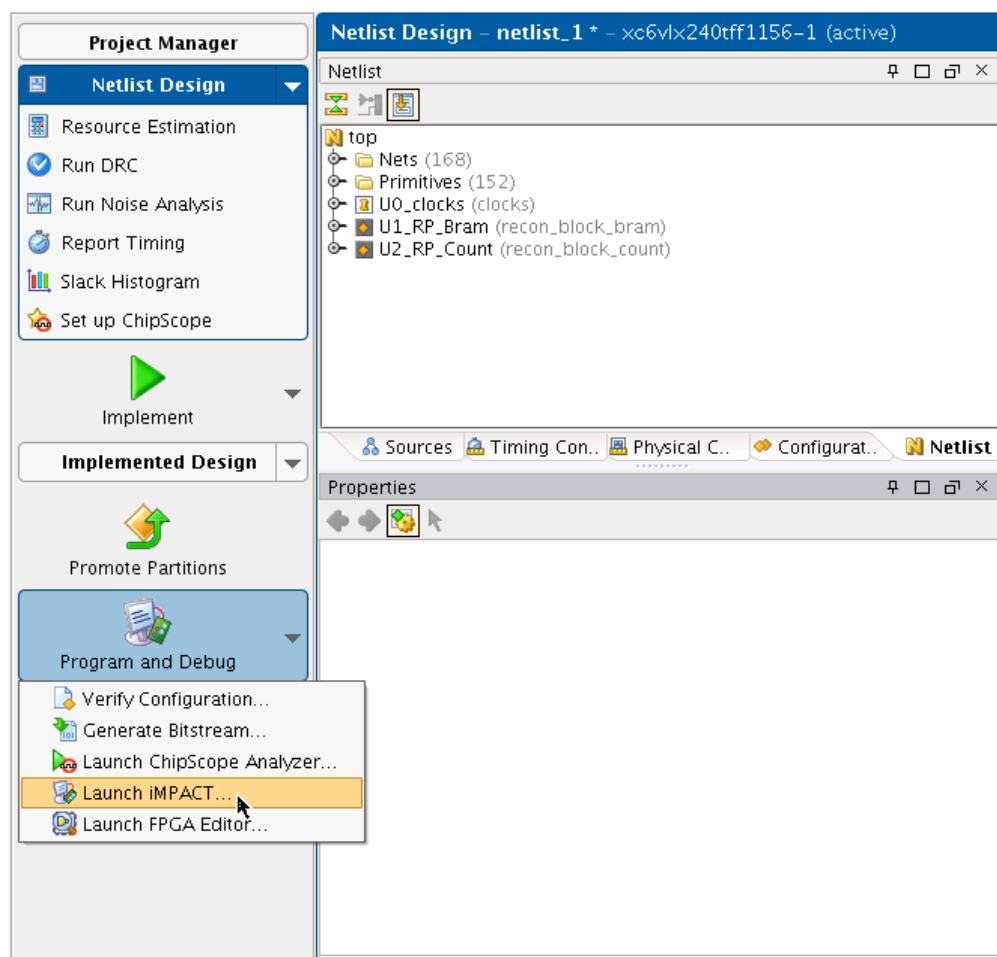 Project Manager
Netlist Design
Resource Estimation
Run DRC
Run Noise Analysis
Report Timing
Slack Histogram
Set up ChipScope
Implement
Implemented Design
Promote Partitions
Program and Debug
Verify Configuration...
Generate Bitstream...
Launch ChipScope Analyzer...
Launch iMPACT...
Launch FPGA Editor...
Netlist Design - netlist_1 * - xc6vlx240tff1156-1 (active)
Netlist
top
Nets (168)
Primitives (152)
U0_clocks (clocks)
U1_RP_Bram (recon_block_bram)
U2_RP_Count (recon_block_count)
Sources Timing Con.. Physical C.. Configurat.. Netlist
Properties